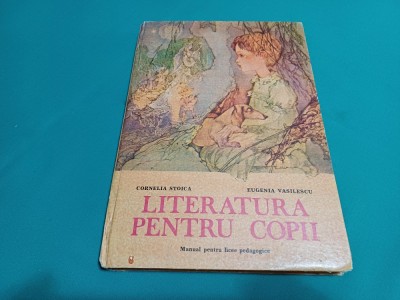 CORNELIA STOICA EUGENIA VASILESCU
LITERATURA
PENTRU COPII
Manual pentru licee pedagogice